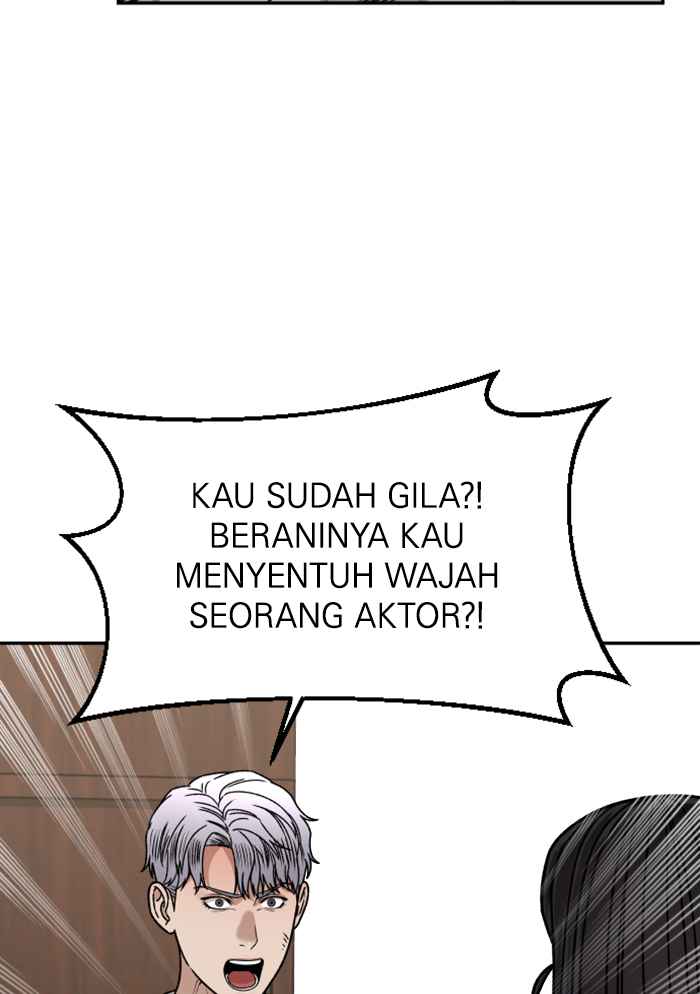 KAU SUDAH GILA?!
BERANINYA KAU
MENYENTUH WAJAH
SEORANG AKTOR?!